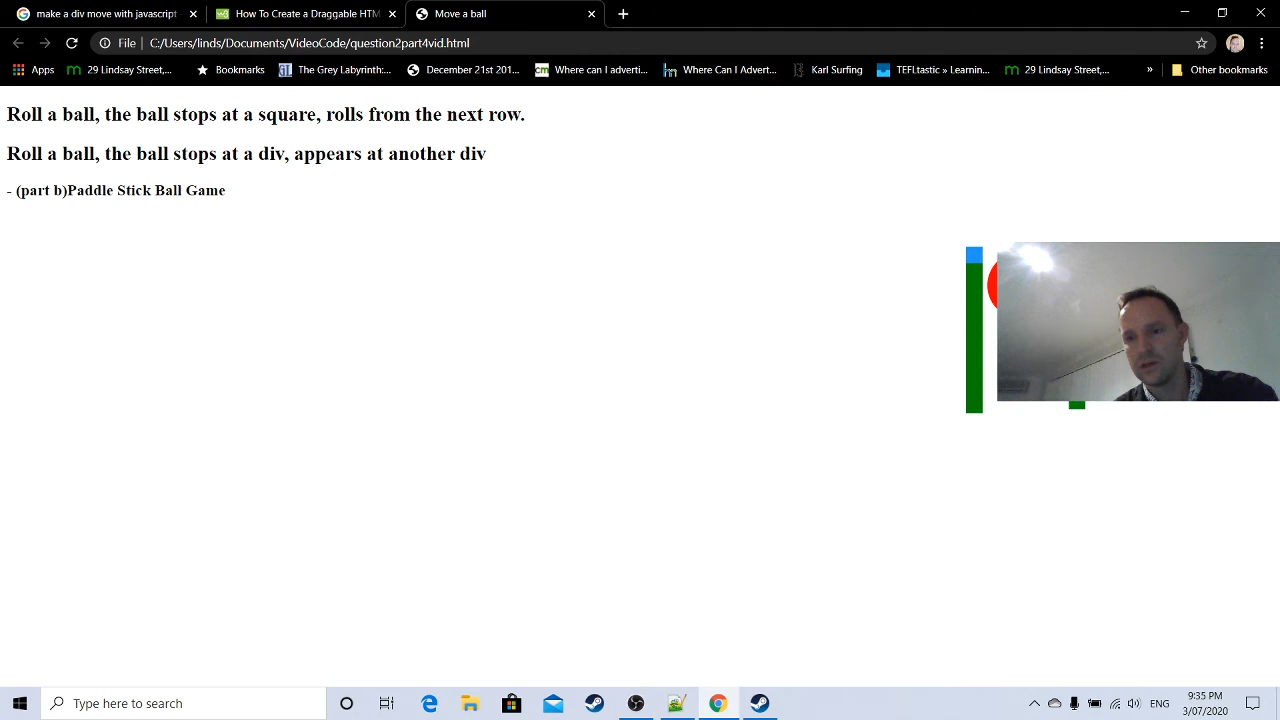 make a div move with javascript
How To Create a Draggable HTM
Move a ball
File
C:/Users/linds/Documents/VideoCode/question2part4vid.html
Apps
29 Lindsay Street,...
Bookmarks
The Grey Labyrinth:...
December 21st 201...
Where can I adverti...
Where Can I Advert...
Karl Surfing
TEFLtastic » Learnin...
29 Lindsay Street,...
»
Other bookmarks
Roll a ball, the ball stops at a square, rolls from the next row.
Roll a ball, the ball stops at a div, appears at another div
- (part b)Paddle Stick Ball Game
Type here to search
ENG
9:35 PM
3/07/2020